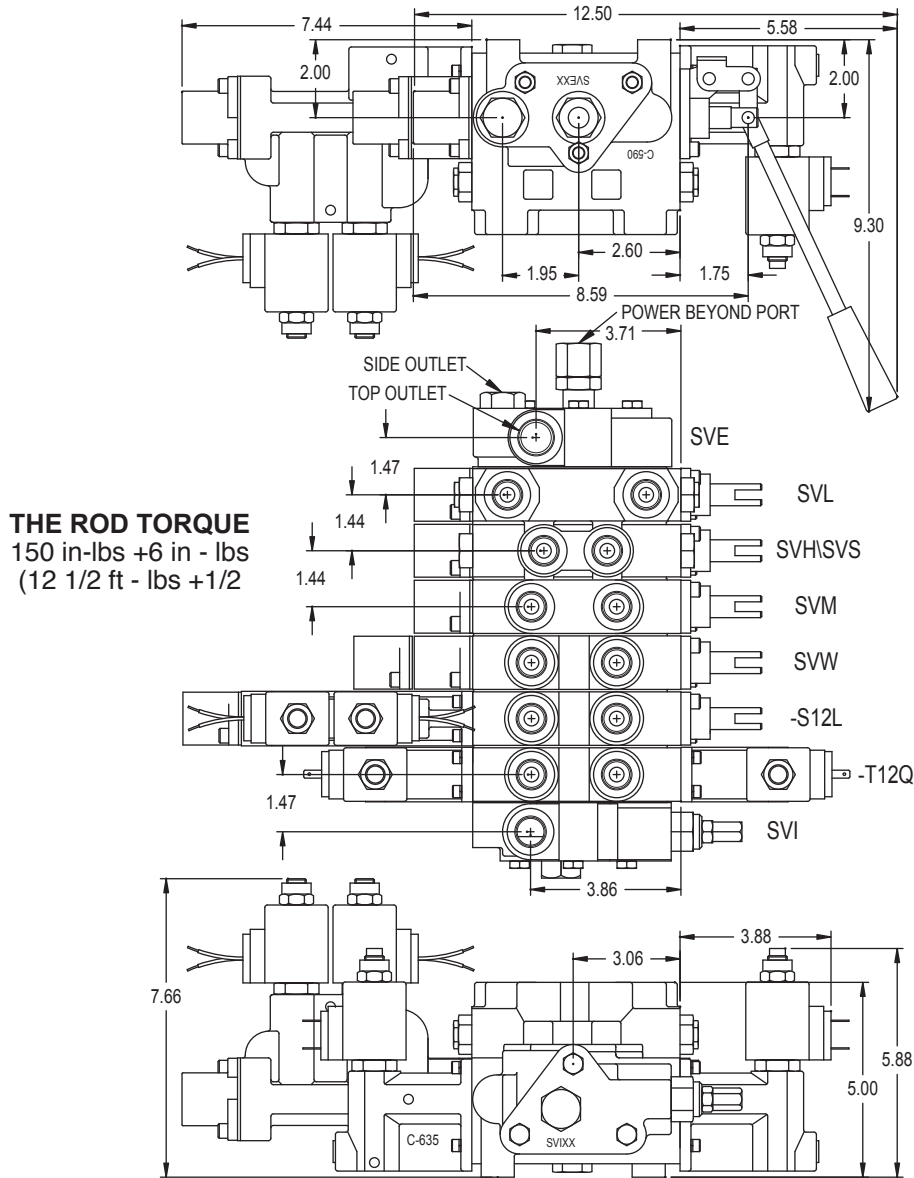 12.50
7.44
5.58
2.00
2.00
SVEXX
C-590
9.30
2.60
1.95
1.75
8.59
POWER BEYOND PORT
3.71
SIDE OUTLET
TOP OUTLET
SVE
1.47
SVL
1.44
THE ROD TORQUE
150 in-lbs +6 in - lbs
(12 1/2 ft - lbs +1/2
SVH\SVS
1.44
SVM
SVW
-S12L
-T12Q
1.47
SVI
3.86
3.88
3.06
7.66
5.88
5.00
C-635
SVIXX